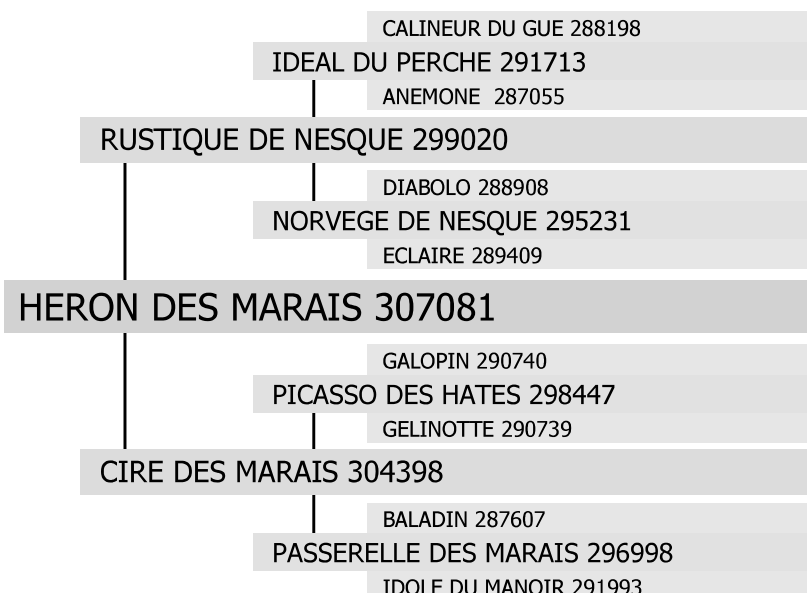 CALINEUR DU GUE 288198
IDEAL DU PERCHE 291713
ANEMONE  287055
RUSTIQUE DE NESQUE 299020
DIABOLO 288908
NORVEGE DE NESQUE 295231
ECLAIRE 289409
HERON DES MARAIS 307081
GALOPIN 290740
PICASSO DES HATES 298447
GELINOTTE 290739
CIRE DES MARAIS 304398
BALADIN 287607
PASSERELLE DES MARAIS 296998
IDOLE DU MANOIR 291993